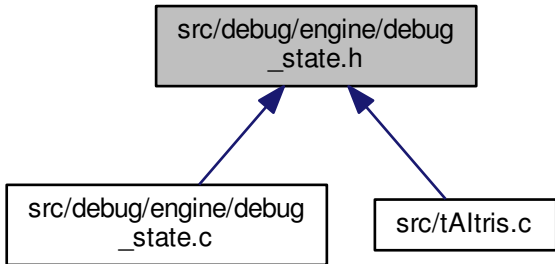 src/debug/engine/debug
_state.h
src/debug/engine/debug
_state.c
src/tAltris.c